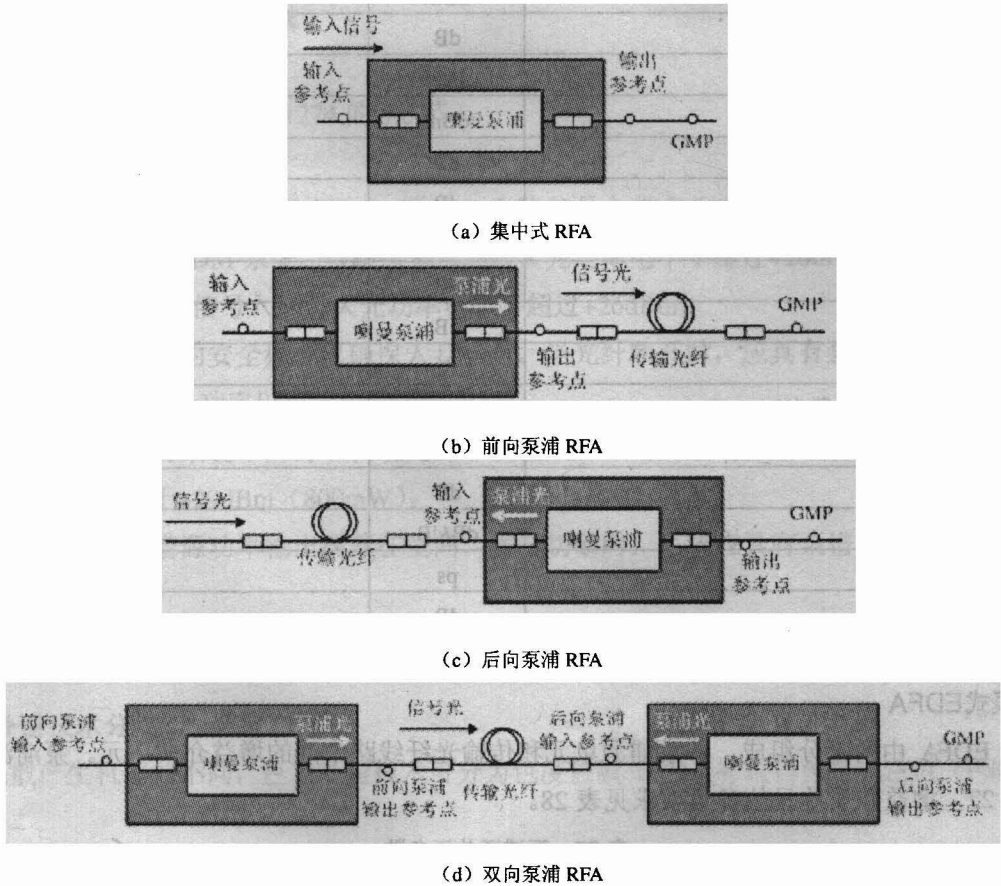 输入信号
输入
参考点
喇曼泵浦
输出
参考点
GMP
(a) 集中式 RFA
输入
参考点
喇曼泵浦
泵浦光
信号光
输出
参考点
传输光纤
GMP
(b) 前向泵浦 RFA
信号光
传输光纤
输入
参考点
泵浦光
喇曼泵浦
GMP
输出
参考点
(c) 后向泵浦 RFA
前向泵浦
输入参考点
喇曼泵浦
泵浦光
前向泵浦
输出参考点
信号光
传输光纤
后向泵浦
输入参考点
泵浦光
喇曼泵浦
GMP
后向泵浦
输出参考点
(d) 双向泵浦 RFA